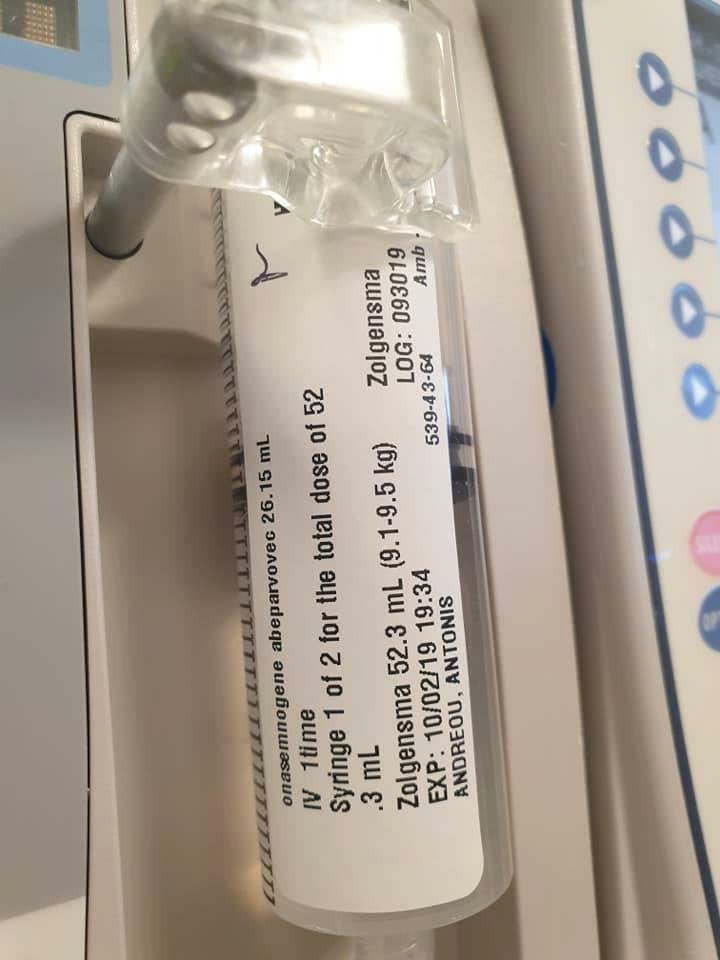 onasemnogene abeparvovec 26.15 mL
IV 1time
Syringe 1 of 2 for the total dose of 52
.3 mL
Zolgensma
Zolgensma 52.3 mL (9.1-9.5 kg)
LOG: 093019
EXP: 10/02/19 19:34
539-43-64
Amb
ANDREOU, ANTONIS